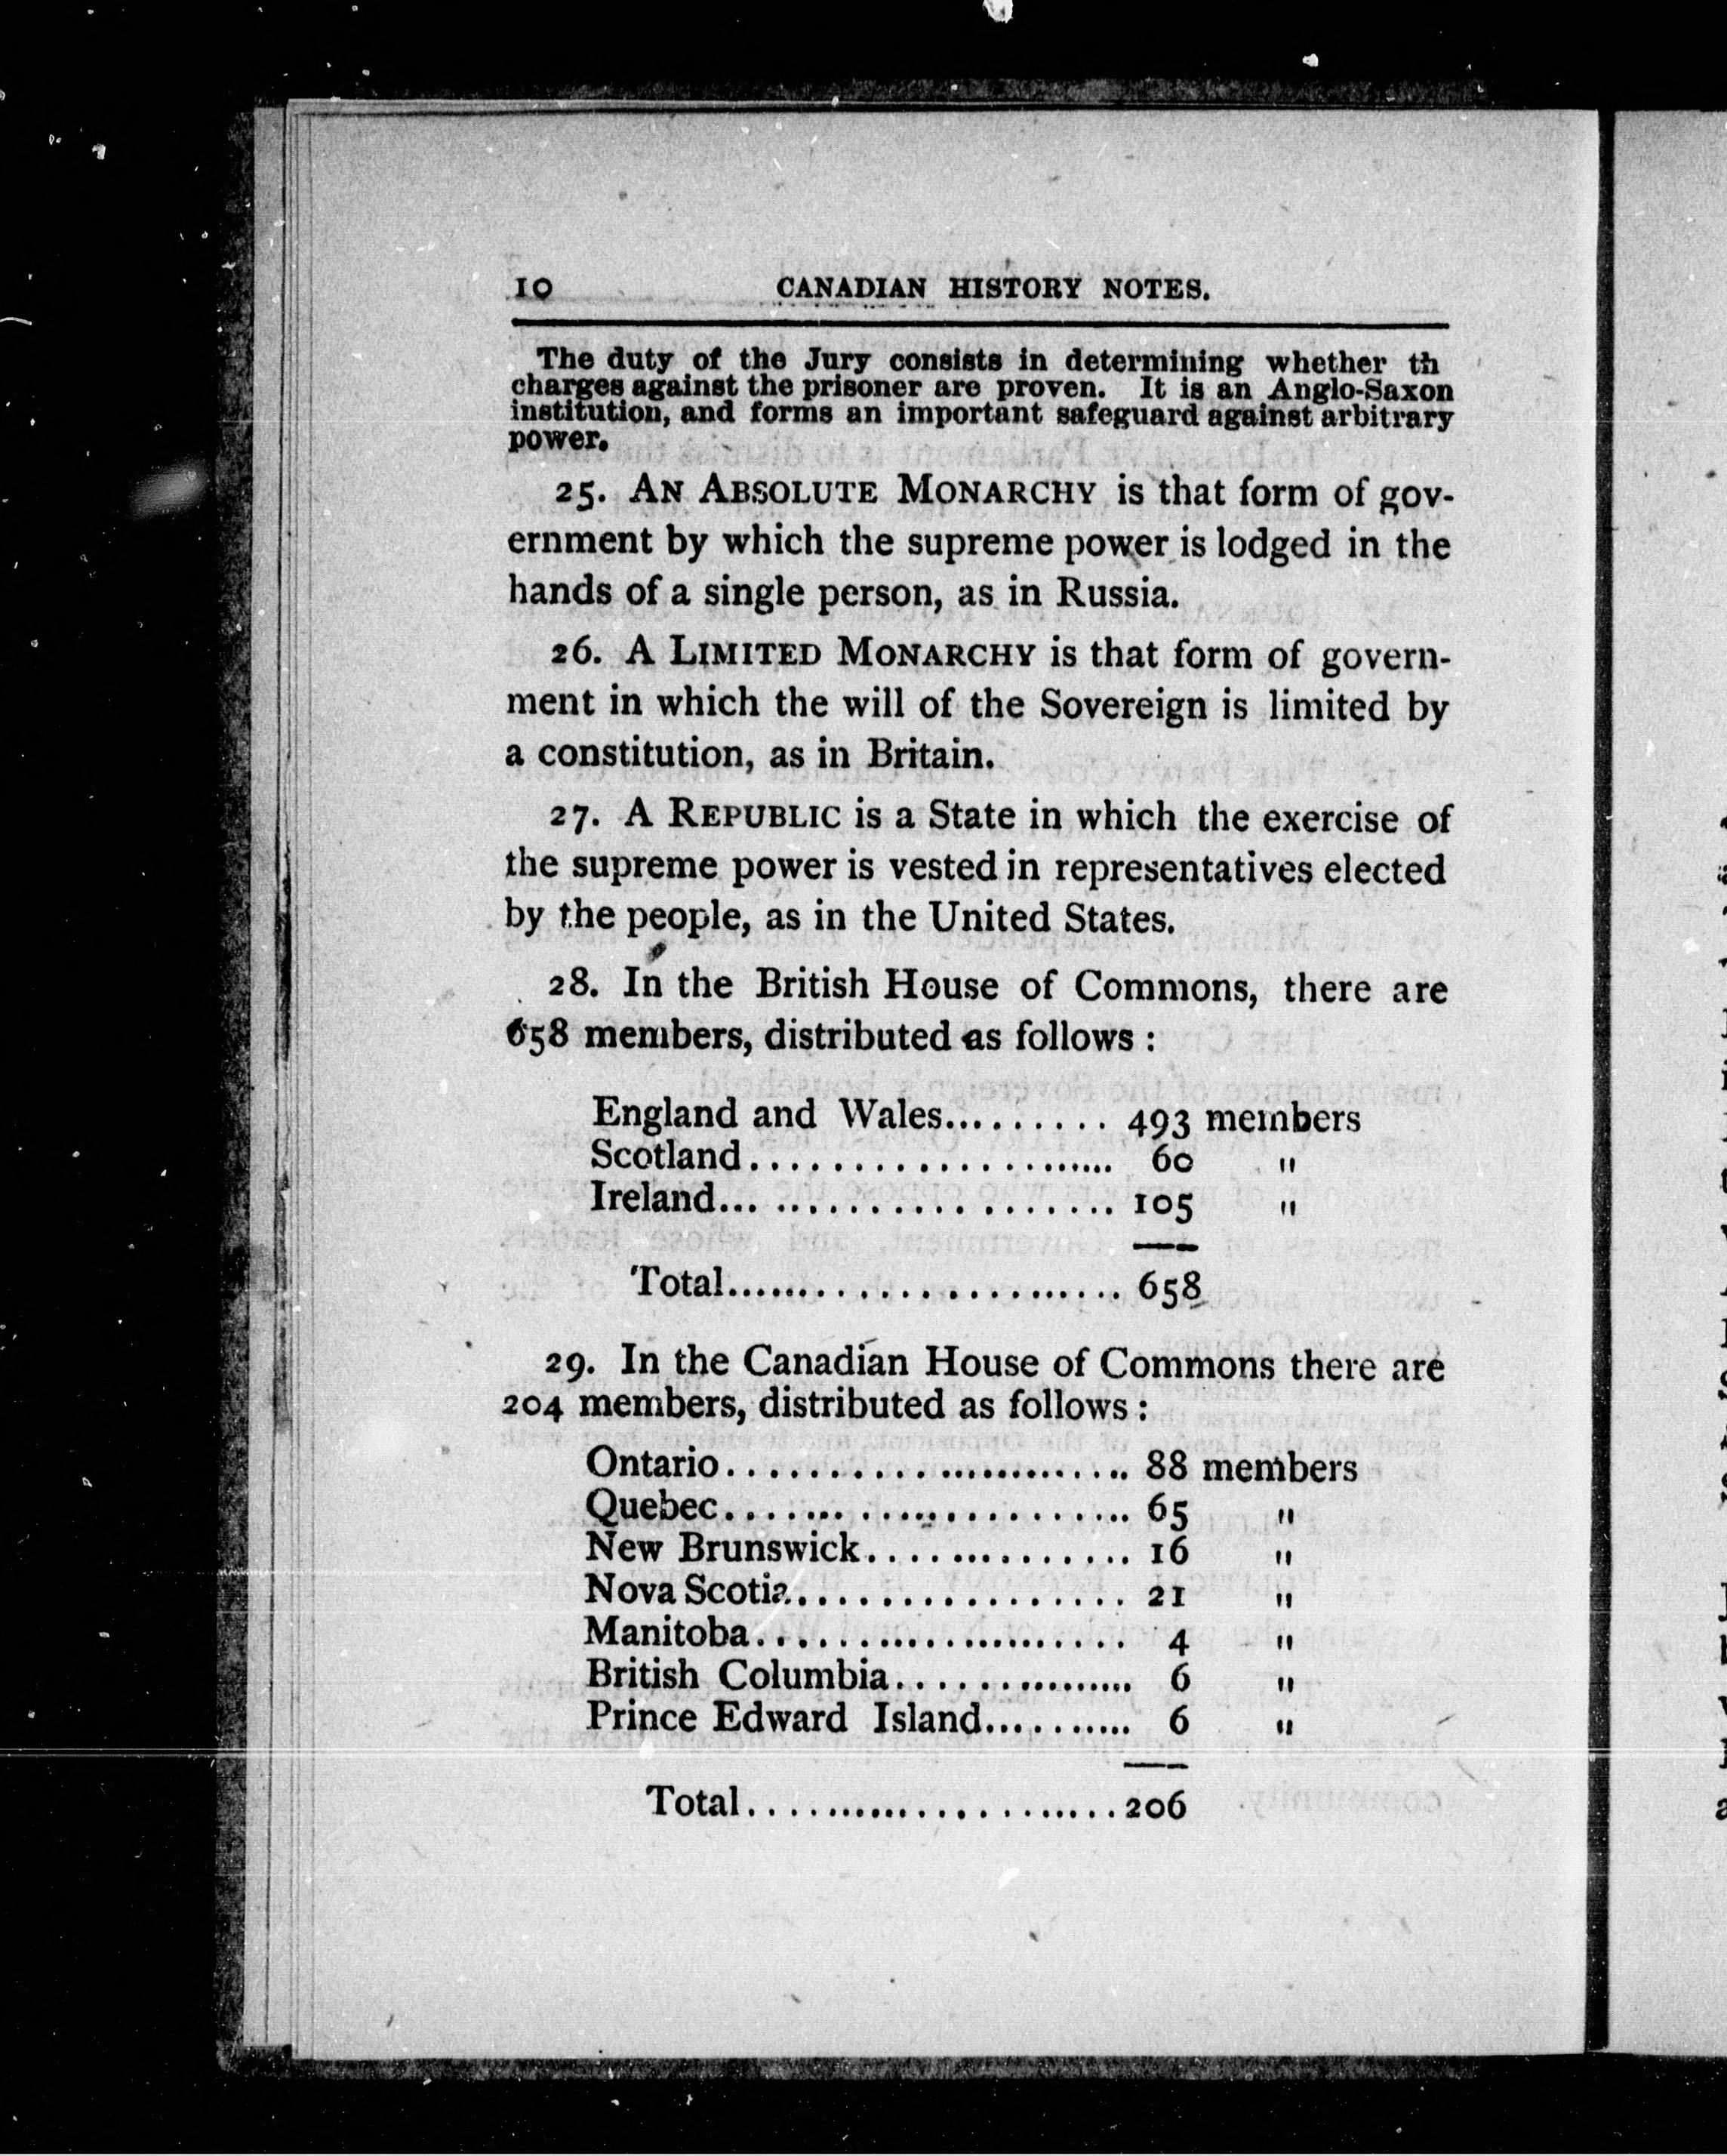 10 CANADIAN HISTORY NOTES.
The duty of the Jury consists in determining whether th
charges against the prisoner are proven. It is an Anglo-Saxon
institution, and forms an important safeguard against arbitrary
power.
25. AN ABSOLUTE MONARCHY is that form of gov-
ernment by which the supreme power is lodged in the
hands of a single person, as in Russia.
26. A LIMITED MONARCHY is that form of govern-
ment in which the will of the Sovereign is limited by
a constitution, as in Britain.
27. A REPUBLIC is a State in which the exercise of
the supreme power is vested in representatives elected
by the people, as in the United States.
28. In the British House of Commons, there are
658 members, distributed as follows :
England and Wales.......... 493 members
Scotland.................... 60 "
Ireland... .................. 105 "
Total...................... 658
29. In the Canadian House of Commons there are
204 members, distributed as follows :
Ontario........................ 88 members
Quebec........................ 65 "
New Brunswick................ 16 "
Nova Scotia.................. 21 "
Manitoba...................... 4 "
British Columbia............... 6 "
Prince Edward Island.......... 6 "
Total......................206